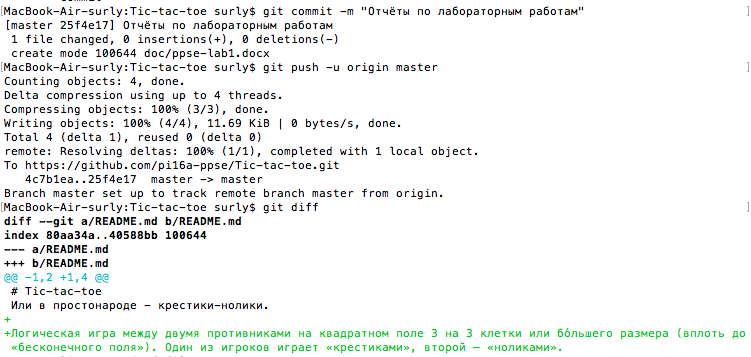 [MacBook-Air-surly:Tic-tac-toe surly$ git commit -m "Отчёты по лабораторным работам" ]
[master 25f4e17] Отчёты по лабораторным работам
 1 file changed, 0 insertions(+), 0 deletions(-)
 create mode 100644 doc/ppse-lab1.docx
[MacBook-Air-surly:Tic-tac-toe surly$ git push -u origin master ]
Counting objects: 4, done.
Delta compression using up to 4 threads.
Compressing objects: 100% (3/3), done.
Writing objects: 100% (4/4), 11.69 KiB | 0 bytes/s, done.
Total 4 (delta 1), reused 0 (delta 0)
remote: Resolving deltas: 100% (1/1), completed with 1 local object.
To https://github.com/pi16a-ppse/Tic-tac-toe.git
   4c7b1ea..25f4e17  master -> master
Branch master set up to track remote branch master from origin.
[MacBook-Air-surly:Tic-tac-toe surly$ git diff ]
diff --git a/README.md b/README.md
index 80aa34a..40588bb 100644
--- a/README.md
+++ b/README.md
@@ -1,2 +1,4 @@
 # Tic-tac-toe
 Или в простонароде - крестики-нолики.
+
+Логическая игра между двумя противниками на квадратном поле 3 на 3 клетки или бо́льшего размера (вплоть до
 «бесконечного поля»). Один из игроков играет «крестиками», второй — «ноликами».